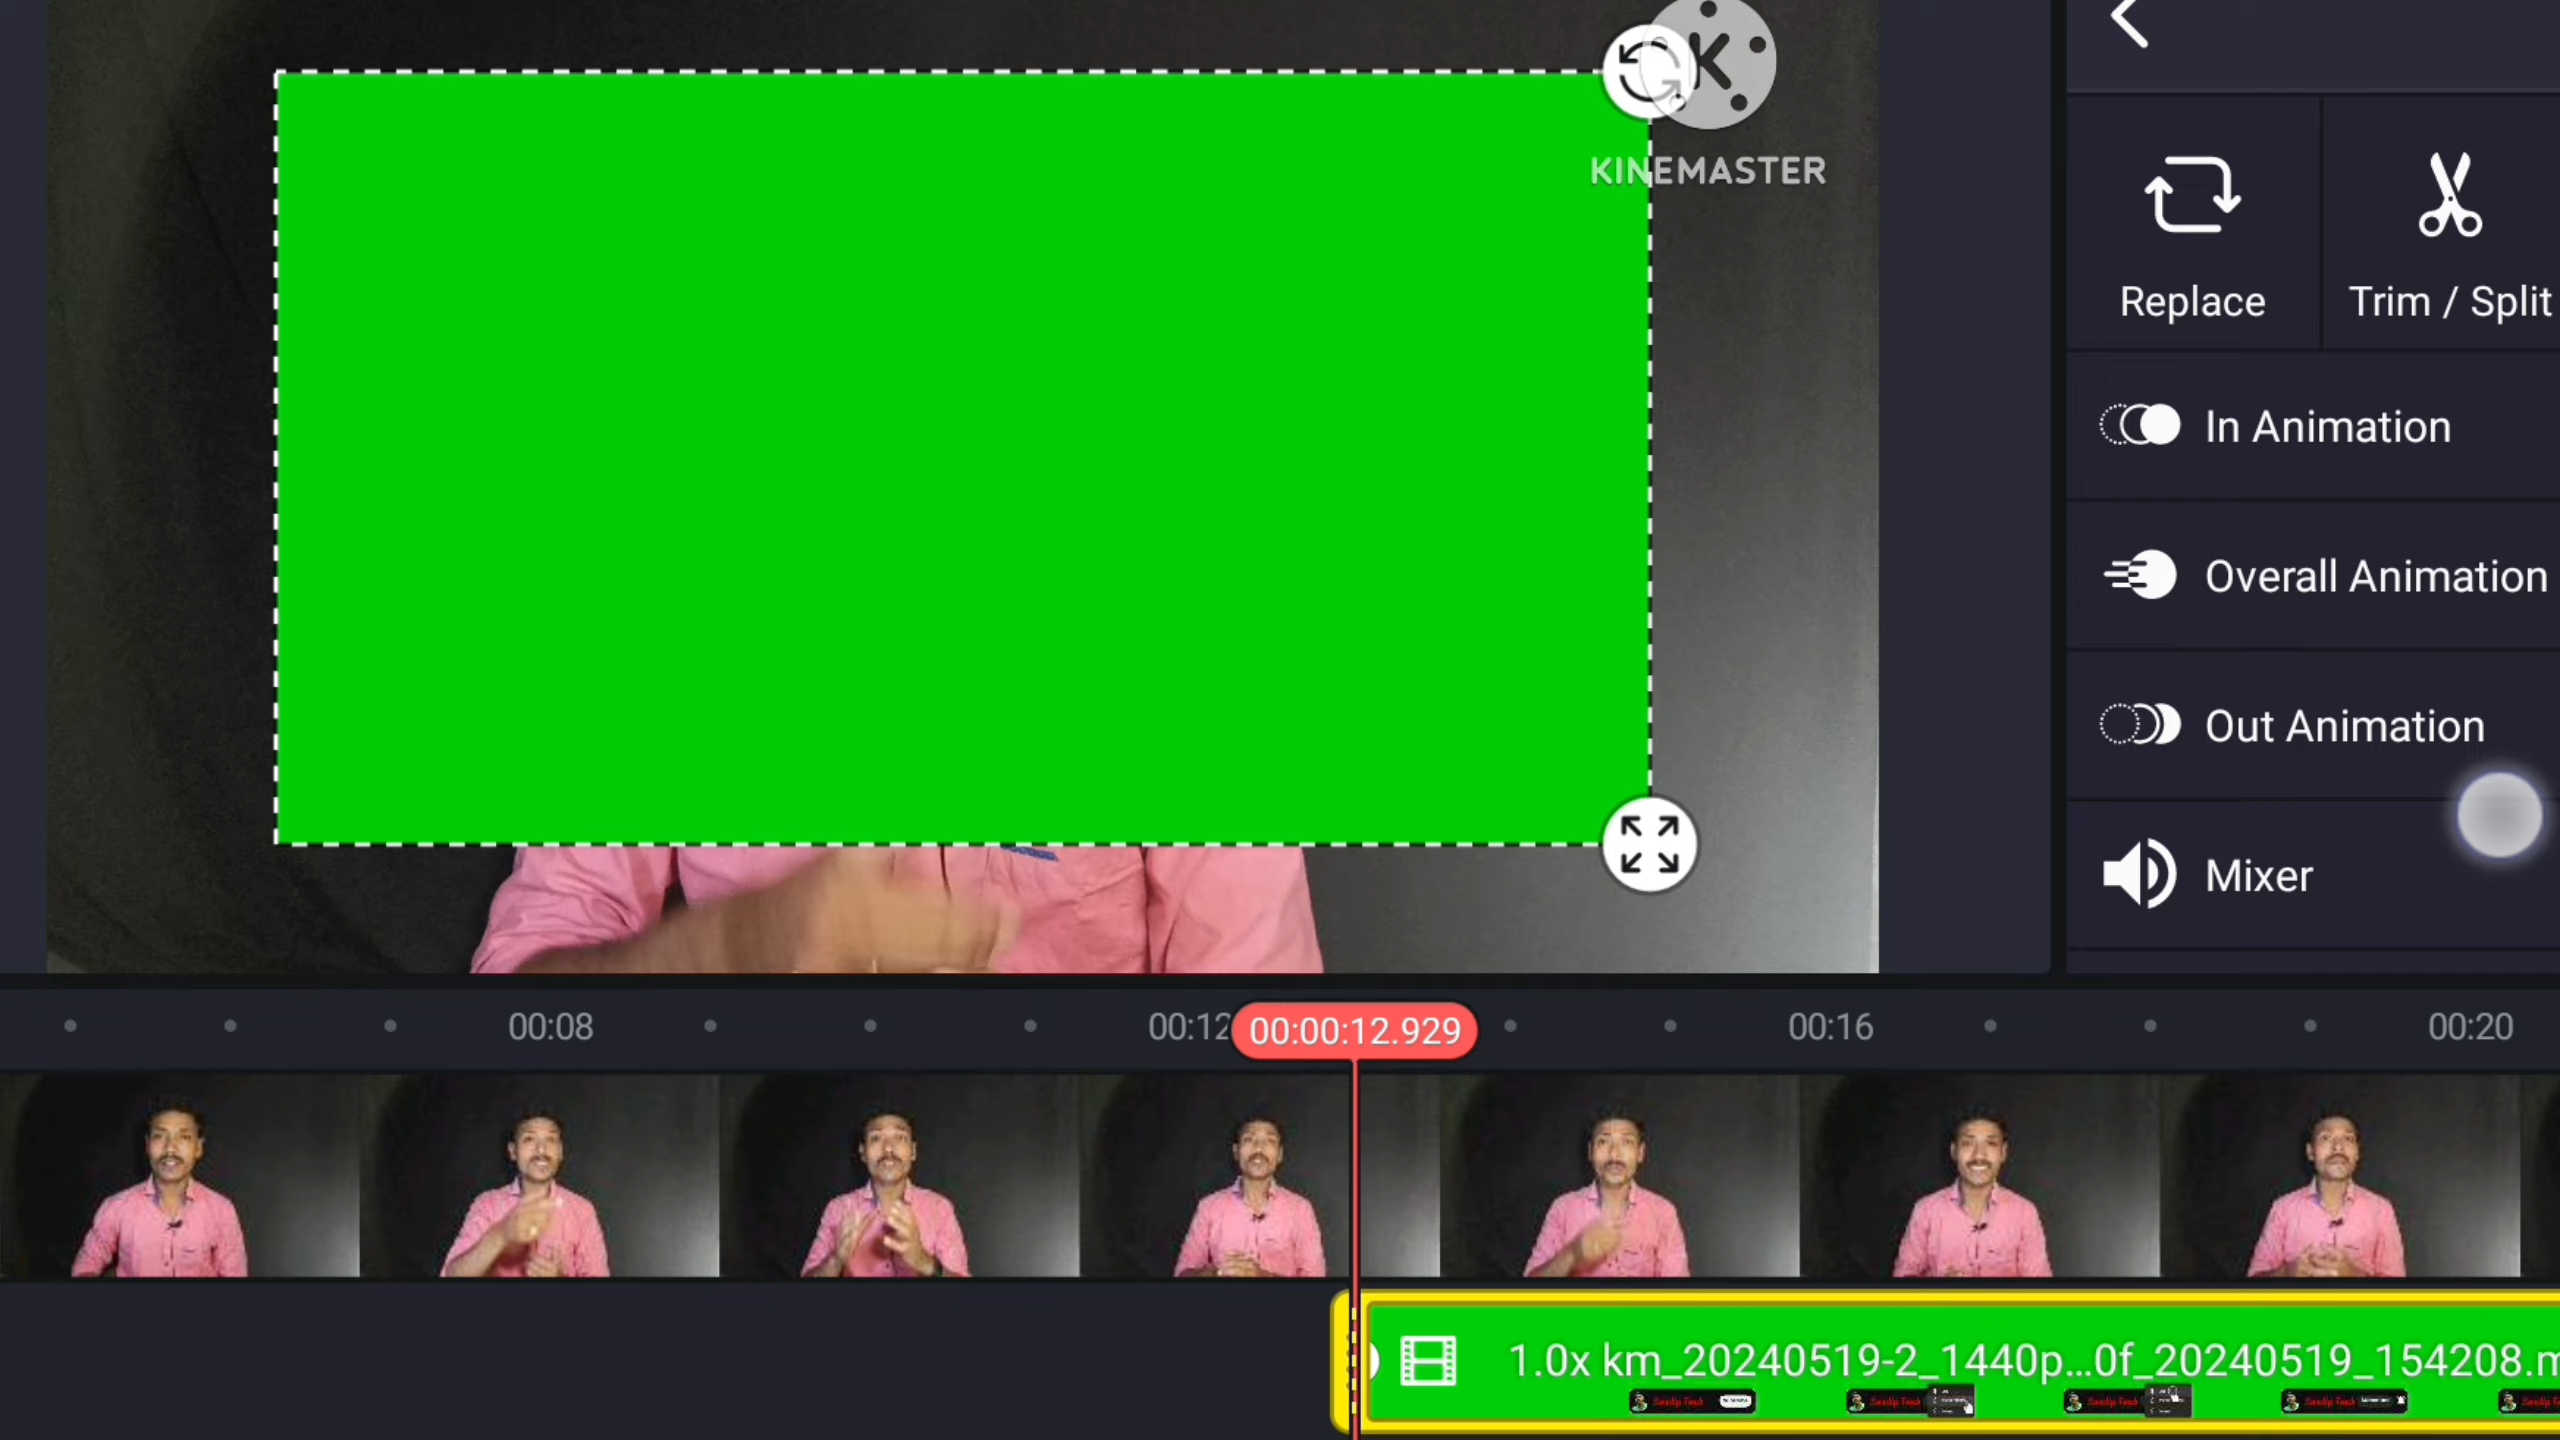 KINEMASTER
Replace
Trim / Split
In Animation
Overall Animation
Out Animation
Mixer
00:08
00:12
00:00:12.929
00:16
00:20
1.0x km_20240519-2_1440p...0f_20240519_154208.m